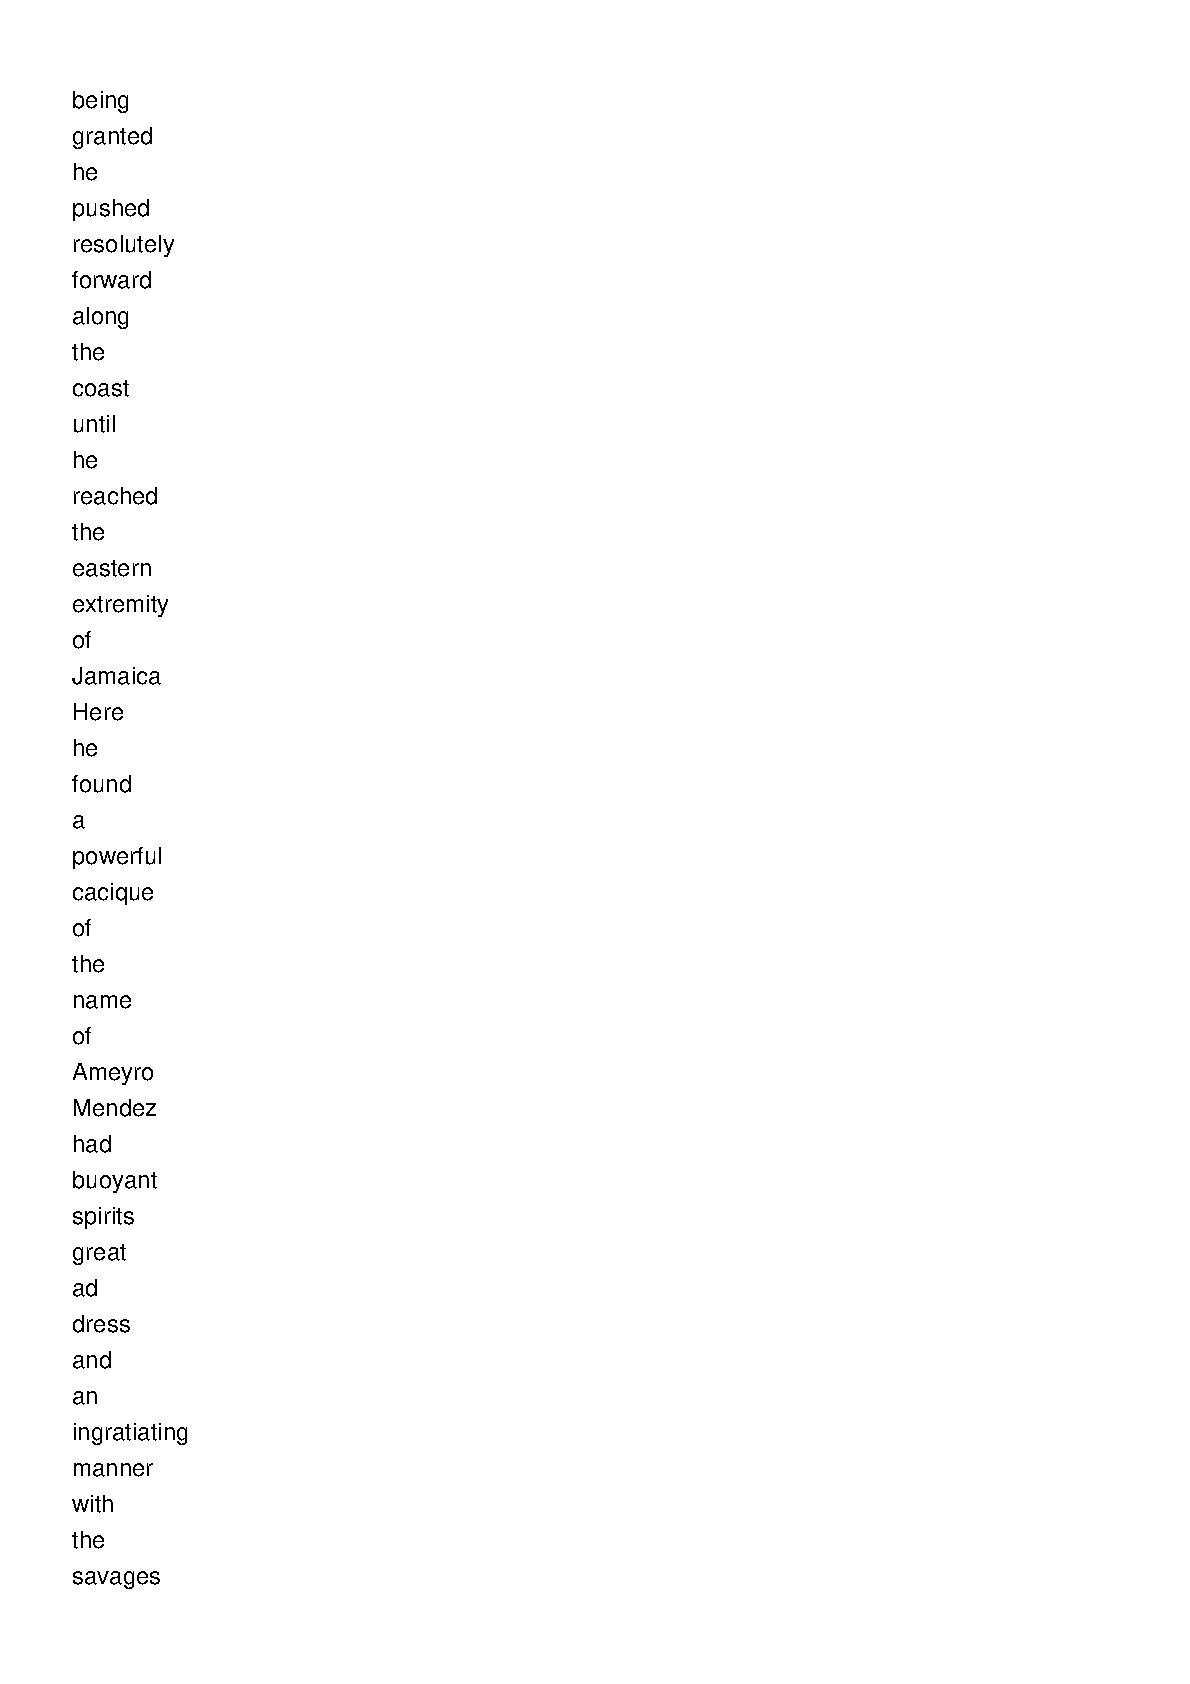 being
granted
he
pushed
resolutely
forward
along
the
coast
until
he
reached
the
eastern
extremity
of
Jamaica
Here
he
found
a
powerful
cacique
of
the
name
of
Ameyro
Mendez
had
buoyant
spirits
great
ad
dress
and
an
ingratiating
manner
with
the
savages